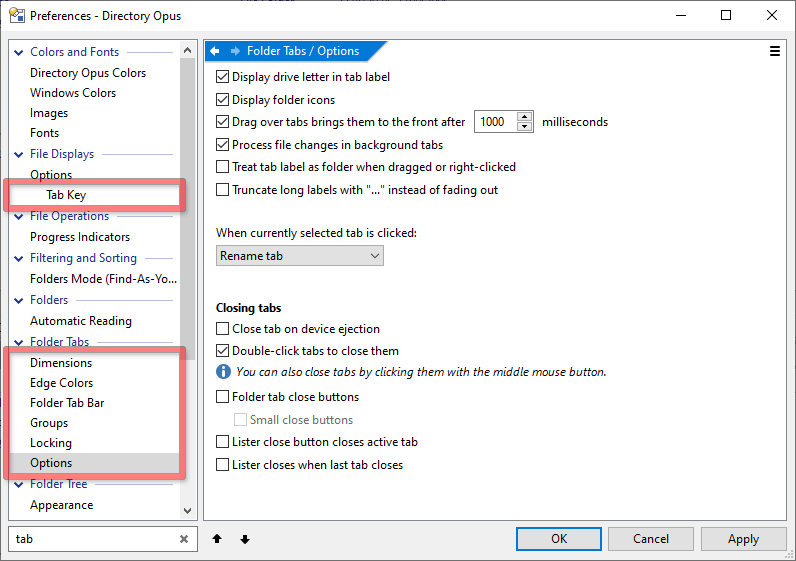 Preferences - Directory Opus
Colors and Fonts
Directory Opus Colors
Windows Colors
Images
Fonts
File Displays
Options
Tab Key
File Operations
Progress Indicators
Filtering and Sorting
Folders Mode (Find-As-Yo...
Folders
Automatic Reading
Folder Tabs
Dimensions
Edge Colors
Folder Tab Bar
Groups
Locking
Options
Folder Tree
Appearance
tab
Folder Tabs / Options
Display drive letter in tab label
Display folder icons
Drag over tabs brings them to the front after 1000 milliseconds
Process file changes in background tabs
Treat tab label as folder when dragged or right-clicked
Truncate long labels with "..." instead of fading out
When currently selected tab is clicked:
Rename tab
Closing tabs
Close tab on device ejection
Double-click tabs to close them
You can also close tabs by clicking them with the middle mouse button.
Folder tab close buttons
Small close buttons
Lister close button closes active tab
Lister closes when last tab closes
OK Cancel Apply